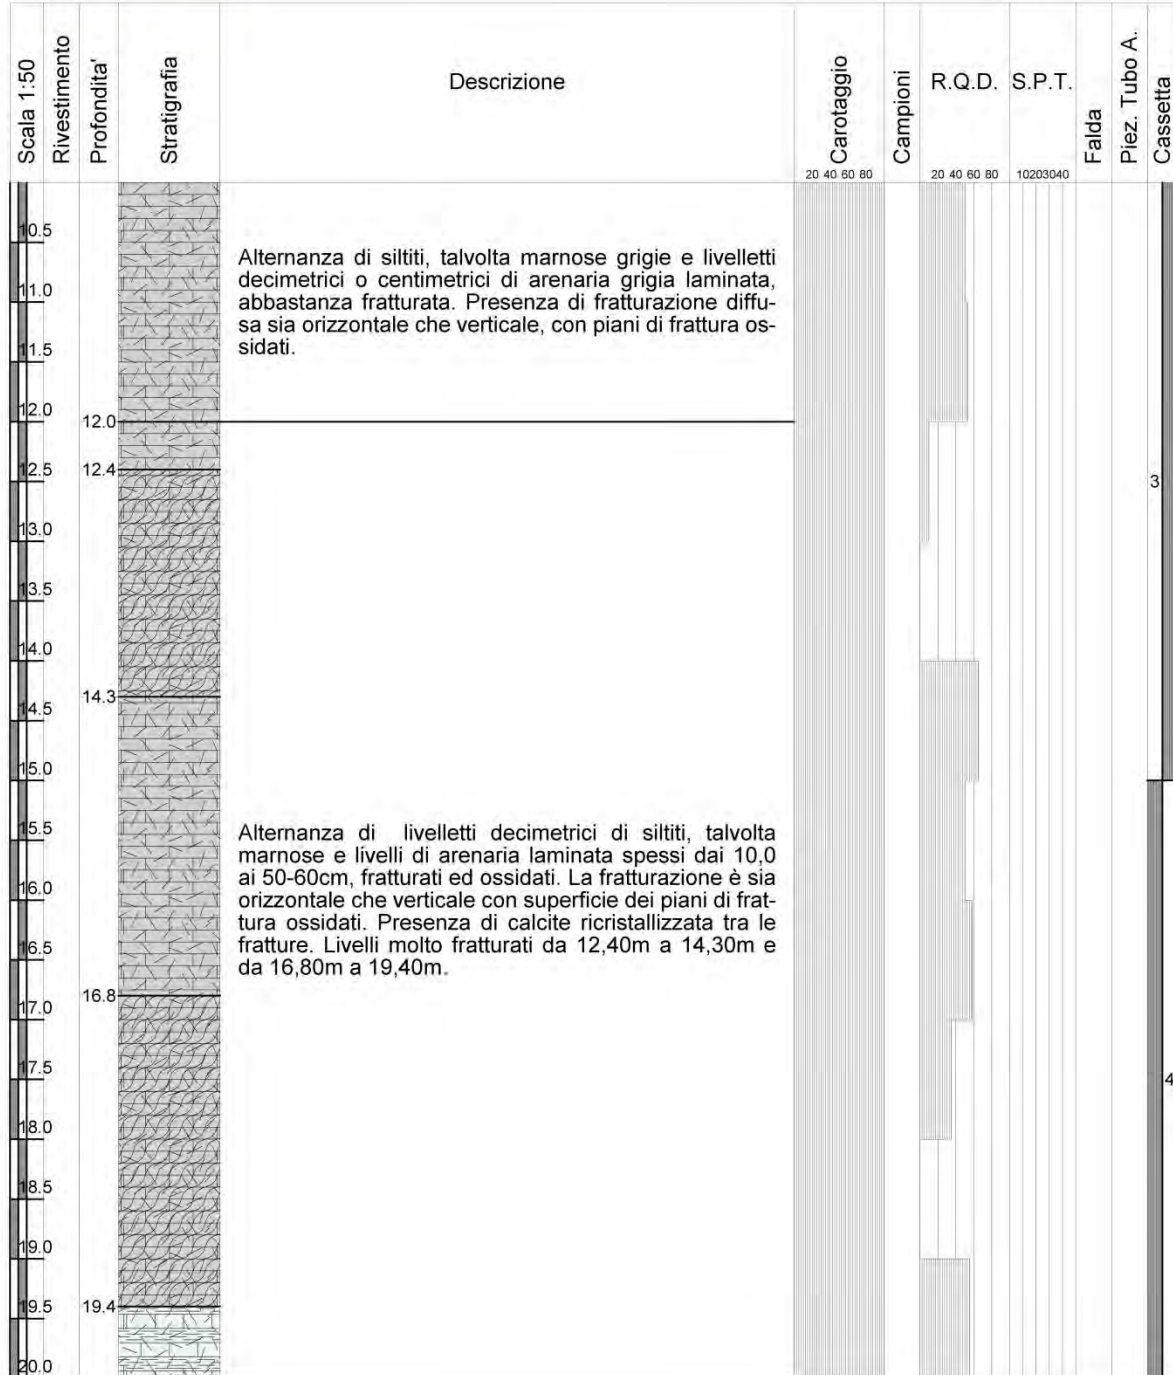 Scala 1:50
Rivestimento
Profondita'
Stratigrafia
Descrizione
Carotaggio
Campioni
R.Q.D.
S.P.T.
Falda
Piez. Tubo A.
Cassetta
20 40 60 80
20 40 60 80
10203040
10.5
Alternanza di siltiti, talvolta marnose grigie e livelletti
decimetrici o centimetrici di arenaria grigia laminata,
abbastanza fratturata. Presenza di fratturazione diffu-
sa sia orizzontale che verticale, con piani di frattura os-
sidati.
11.0
11.5
12.0
12.0
12.5
12.4
3
13.0
13.5
14.0
14.3
14.5
15.0
15.5
Alternanza di livelletti decimetrici di siltiti, talvolta
marnose e livelli di arenaria laminata spessi dai 10,0
ai 50-60cm, fratturati ed ossidati. La fratturazione è sia
orizzontale che verticale con superficie dei piani di frat-
tura ossidati. Presenza di calcite ricristallizzata tra le
fratture. Livelli molto fratturati da 12,40m a 14,30m e
da 16,80m a 19,40m.
16.0
16.5
16.8
17.0
17.5
4
18.0
18.5
19.0
19.5
19.4
20.0